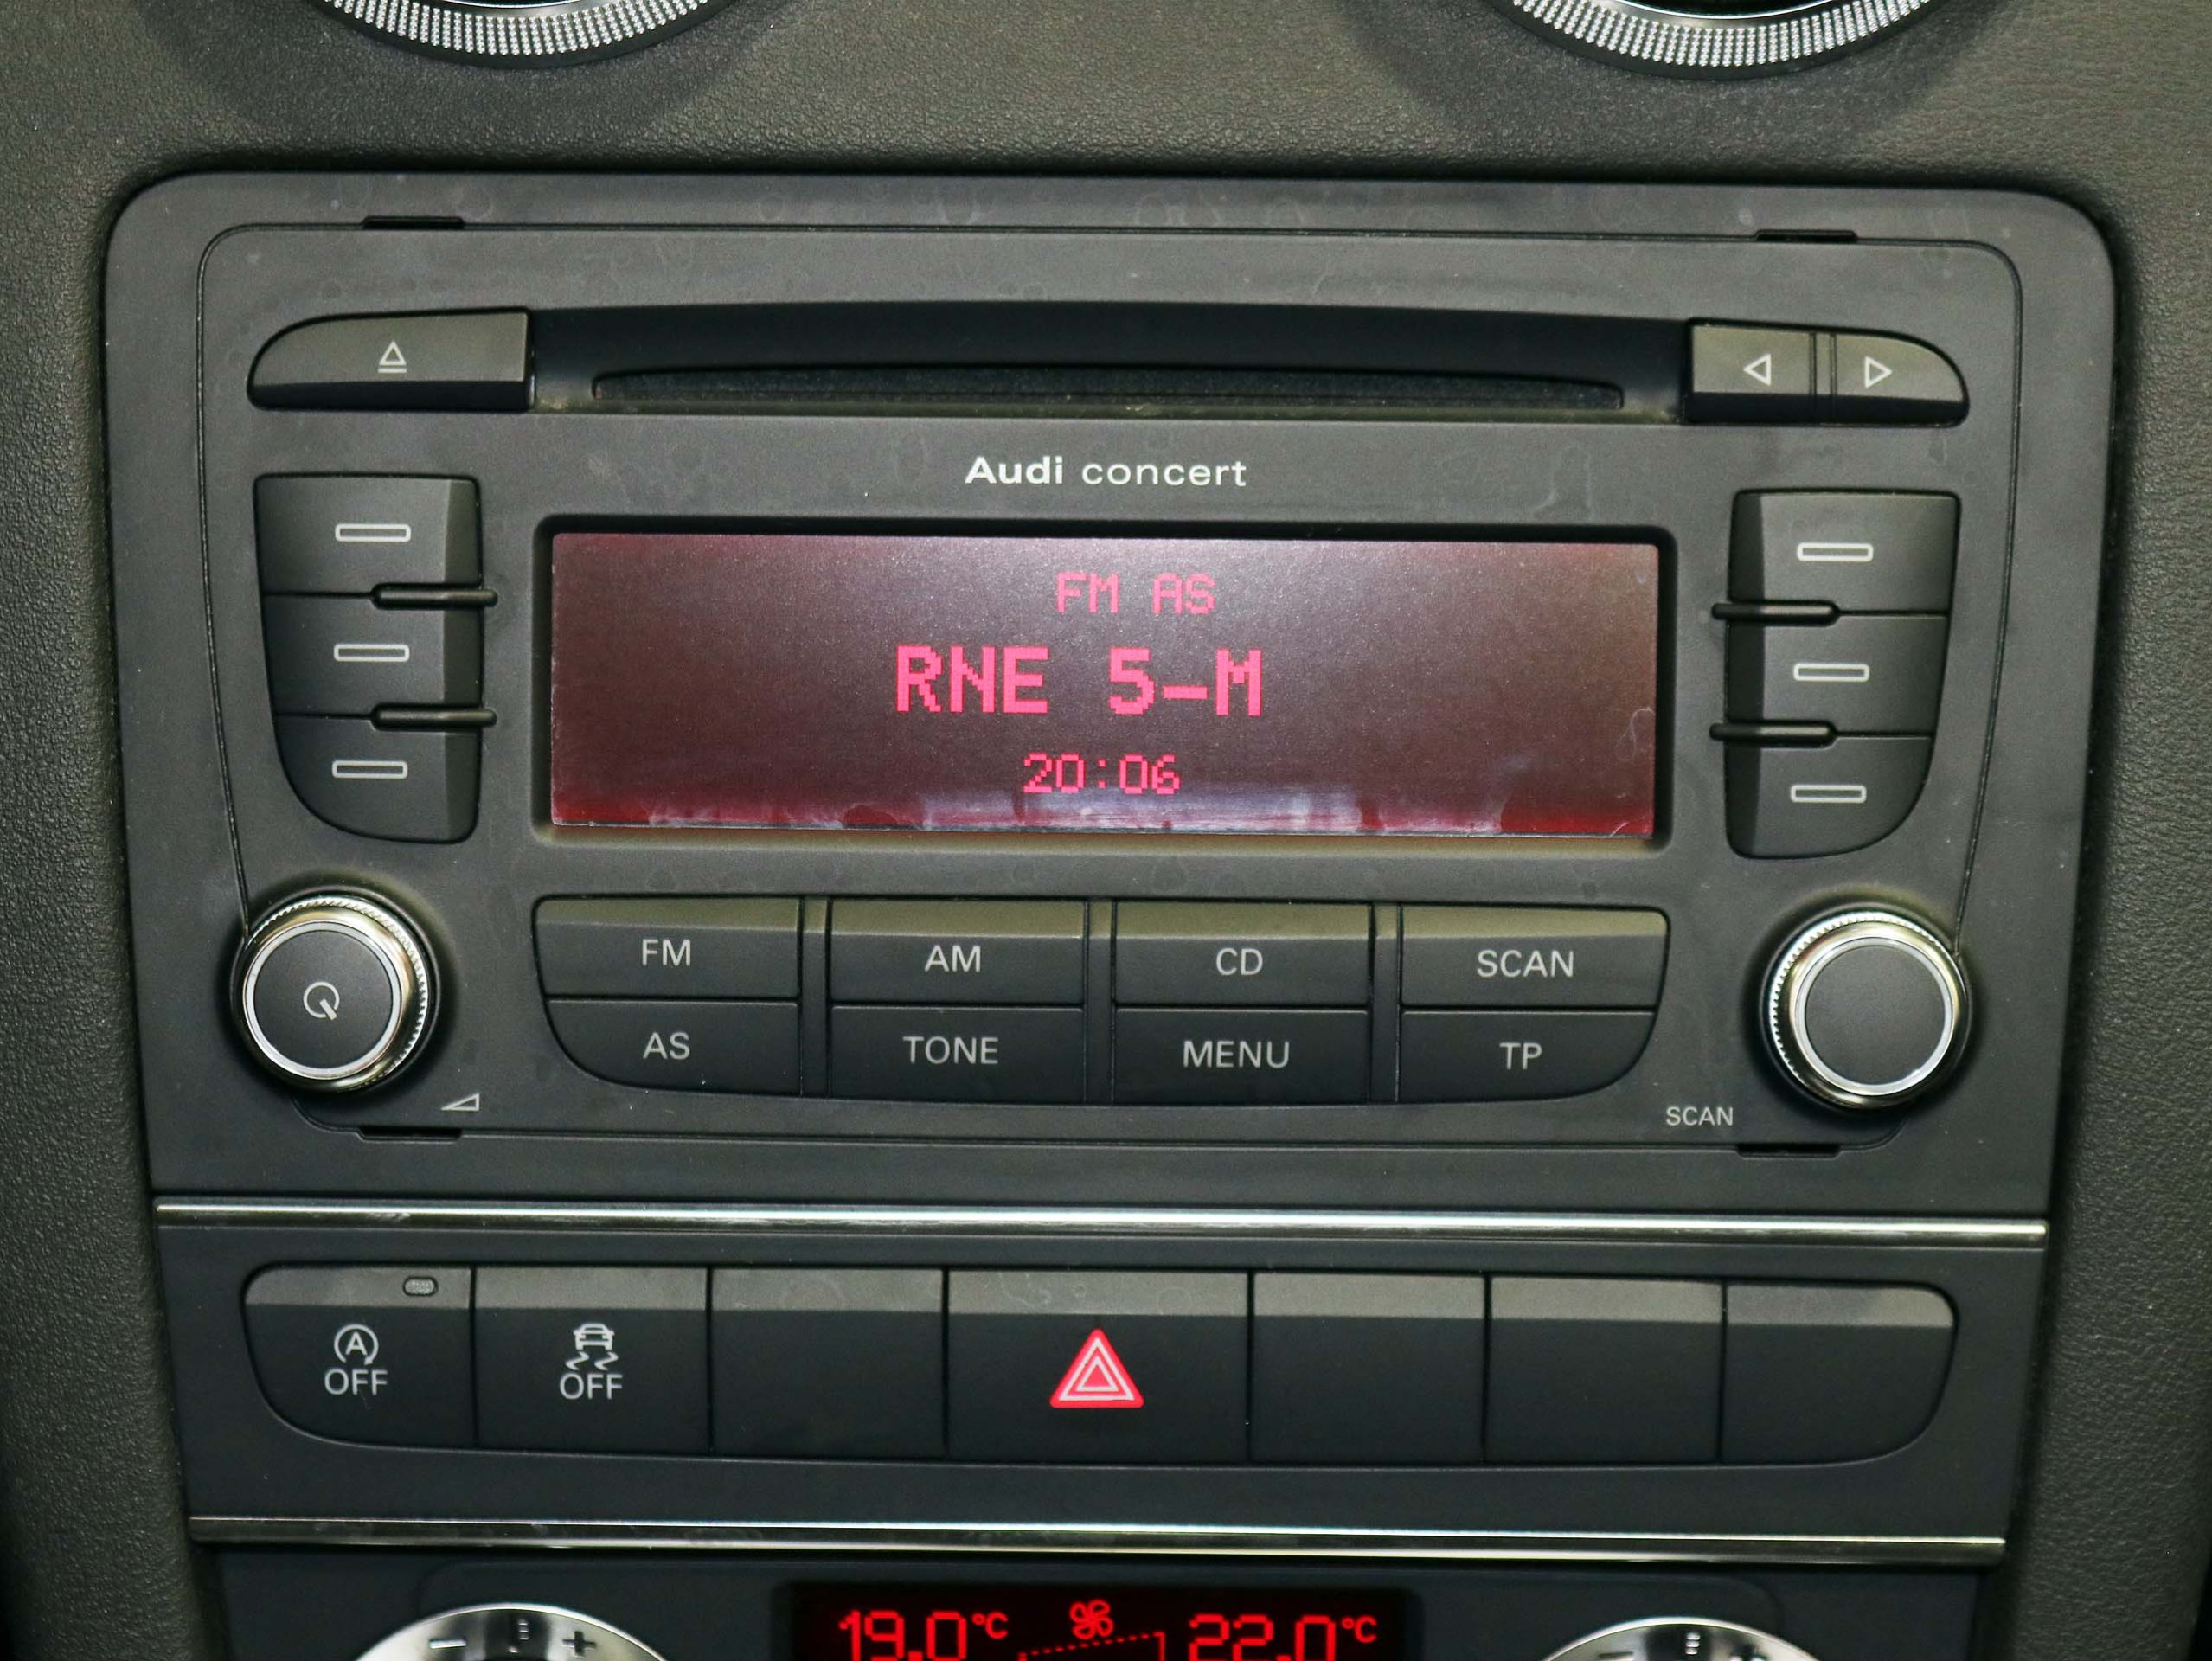 Audi concert
FM AS
RNE 5-M
20:06
FM AM CD SCAN
AS TONE MENU TP
SCAN
A OFF
OFF
19.0°C 22.0°C